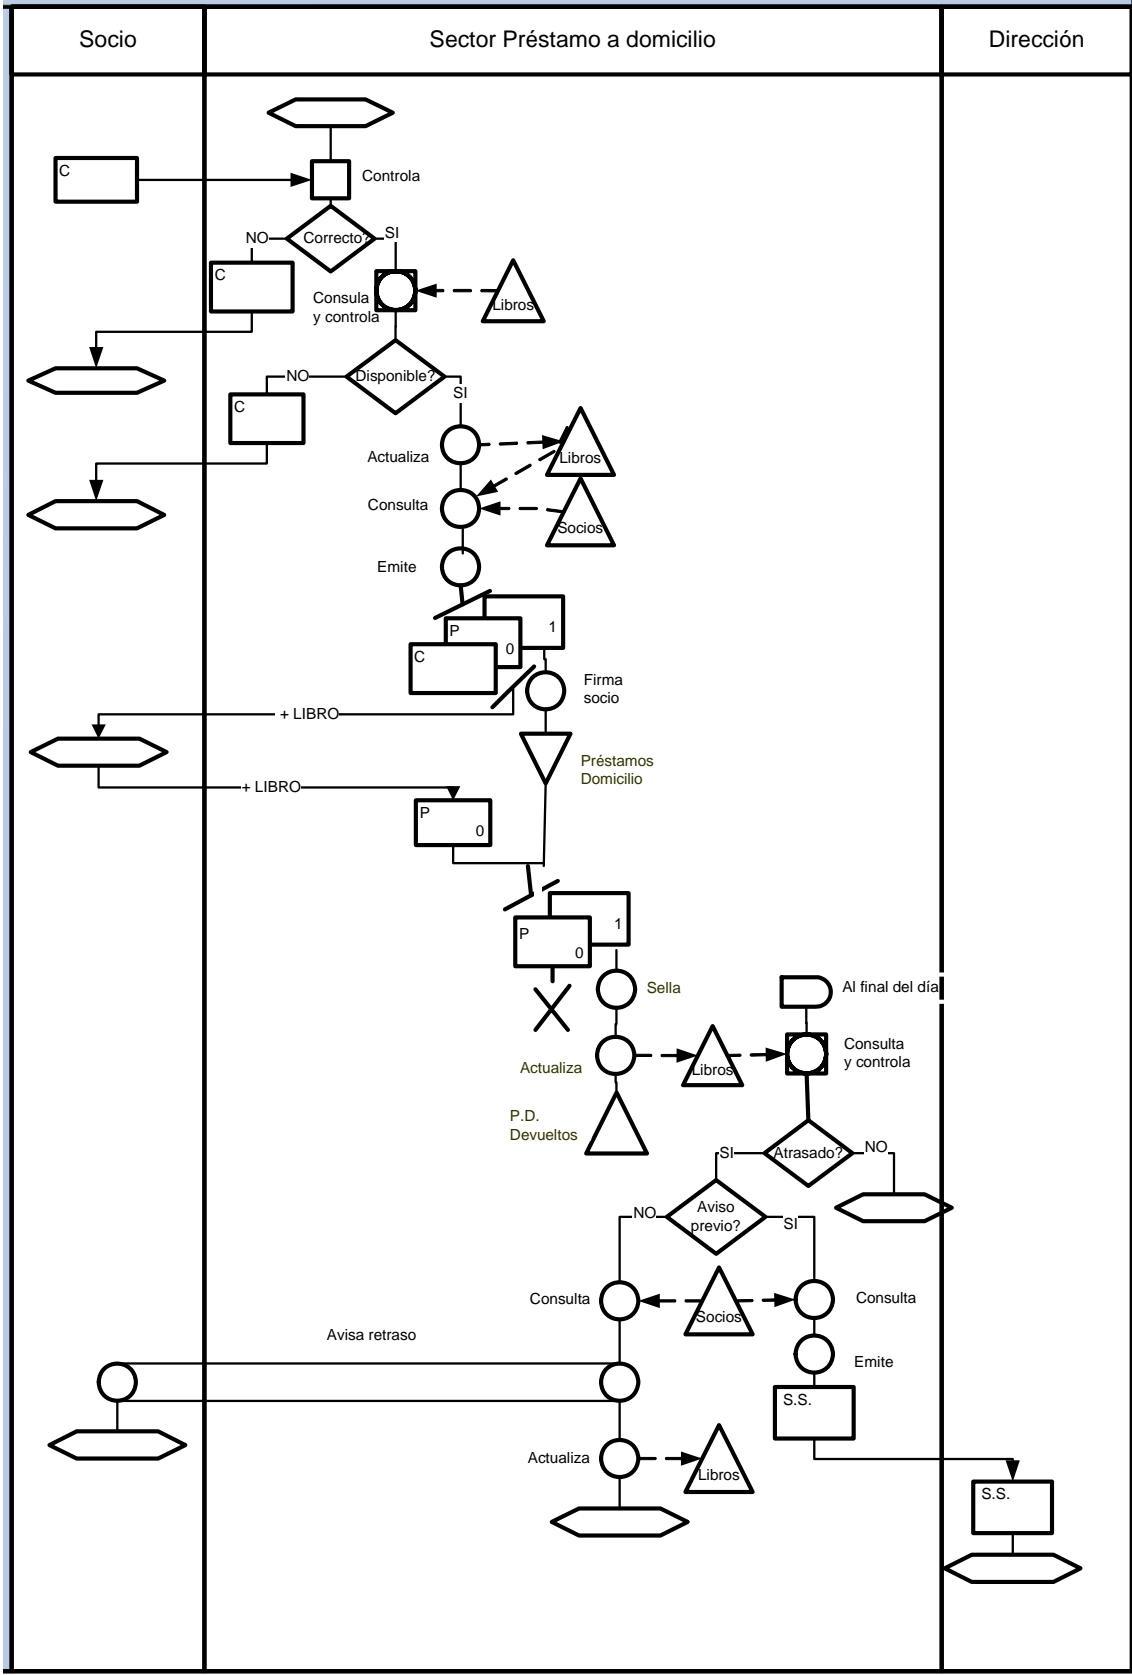 Socio
Sector Préstamo a domicilio
Dirección
C
Controla
Correcto?
NO
SI
C
Consula
y controla
Libros
Disponible?
NO
SI
C
Actualiza
Libros
Consulta
Socios
Emite
1
P
0
C
Firma
socio
+ LIBRO
Préstamos
Domicilio
+ LIBRO
P
0
1
P
0
Sella
Al final del día
Actualiza
Libros
Consulta
y controla
P.D.
Devueltos
Atrasado?
SI
NO
Aviso
previo?
NO
SI
Consulta
Socios
Consulta
Avisa retraso
Emite
S.S.
Actualiza
Libros
S.S.